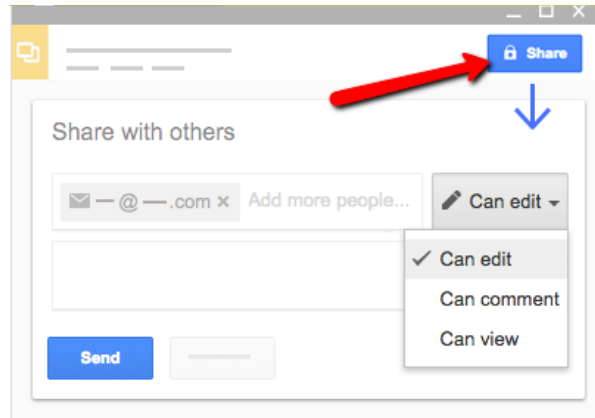 Share
Share with others
@ .com × Add more people...
Can edit
Can edit
Can comment
Can view
Send